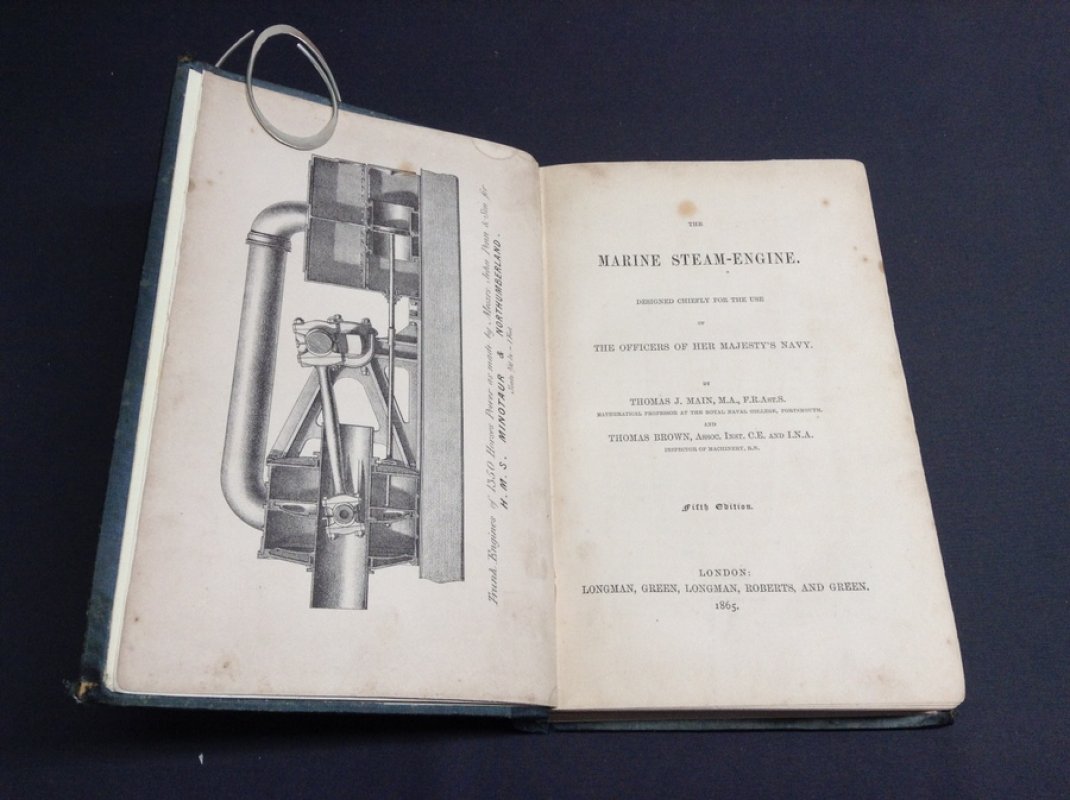 Trunk Engines of 1350 Horses Power as made by Messrs John Penn & Son for
H.M.S. MINOTAUR & NORTHUMBERLAND.
THE
MARINE STEAM-ENGINE.
DESIGNED CHIEFLY FOR THE USE
OF
THE OFFICERS OF HER MAJESTY'S NAVY.
BY
THOMAS J. MAIN, M.A., F.R.AST.S.
MATHEMATICAL PROFESSOR AT THE ROYAL NAVAL COLLEGE, PORTSMOUTH.
AND
THOMAS BROWN, ASSOC. INST. C.E. AND I.N.A.
INSPECTOR OF MACHINERY, R.N.
Fifth Edition.
LONDON:
LONGMAN, GREEN, LONGMAN, ROBERTS, AND GREEN.
1865.